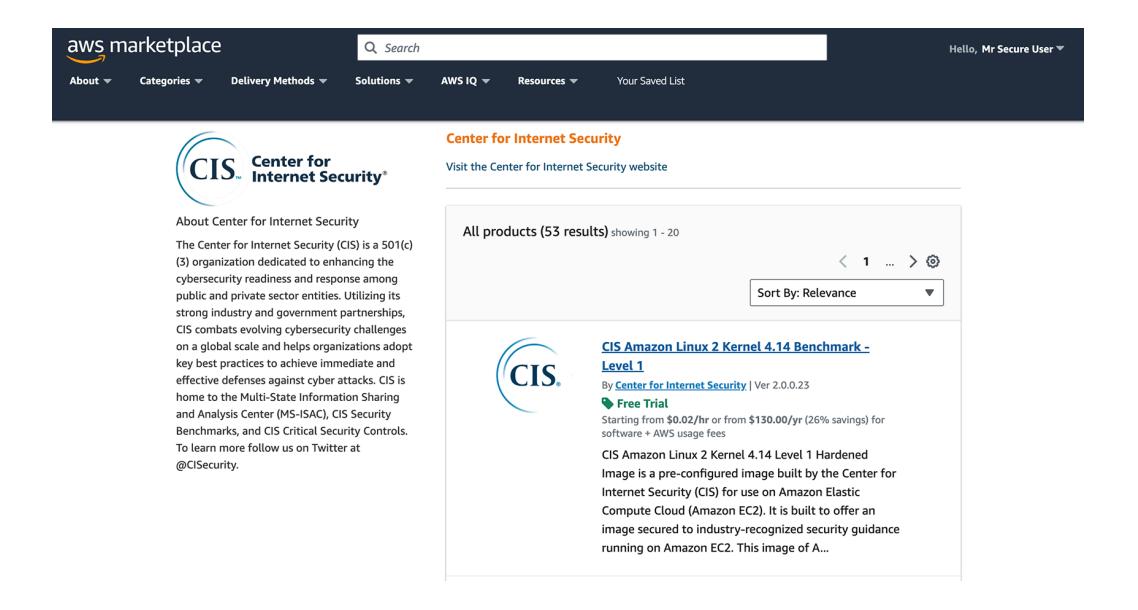 aws marketplace
Search
Hello, Mr Secure User
About
Categories
Delivery Methods
Solutions
AWS IQ
Resources
Your Saved List
CIS™ Center for
Internet Security®
About Center for Internet Security
The Center for Internet Security (CIS) is a 501(c)
(3) organization dedicated to enhancing the
cybersecurity readiness and response among
public and private sector entities. Utilizing its
strong industry and government partnerships,
CIS combats evolving cybersecurity challenges
on a global scale and helps organizations adopt
key best practices to achieve immediate and
effective defenses against cyber attacks. CIS is
home to the Multi-State Information Sharing
and Analysis Center (MS-ISAC), CIS Security
Benchmarks, and CIS Critical Security Controls.
To learn more follow us on Twitter at
@CISecurity.
Center for Internet Security
Visit the Center for Internet Security website
All products (53 results) showing 1 - 20
1 ...
Sort By: Relevance
CIS®
CIS Amazon Linux 2 Kernel 4.14 Benchmark -
Level 1
By Center for Internet Security | Ver 2.0.0.23
Free Trial
Starting from $0.02/hr or from $130.00/yr (26% savings) for
software + AWS usage fees
CIS Amazon Linux 2 Kernel 4.14 Level 1 Hardened
Image is a pre-configured image built by the Center for
Internet Security (CIS) for use on Amazon Elastic
Compute Cloud (Amazon EC2). It is built to offer an
image secured to industry-recognized security guidance
running on Amazon EC2. This image of A...